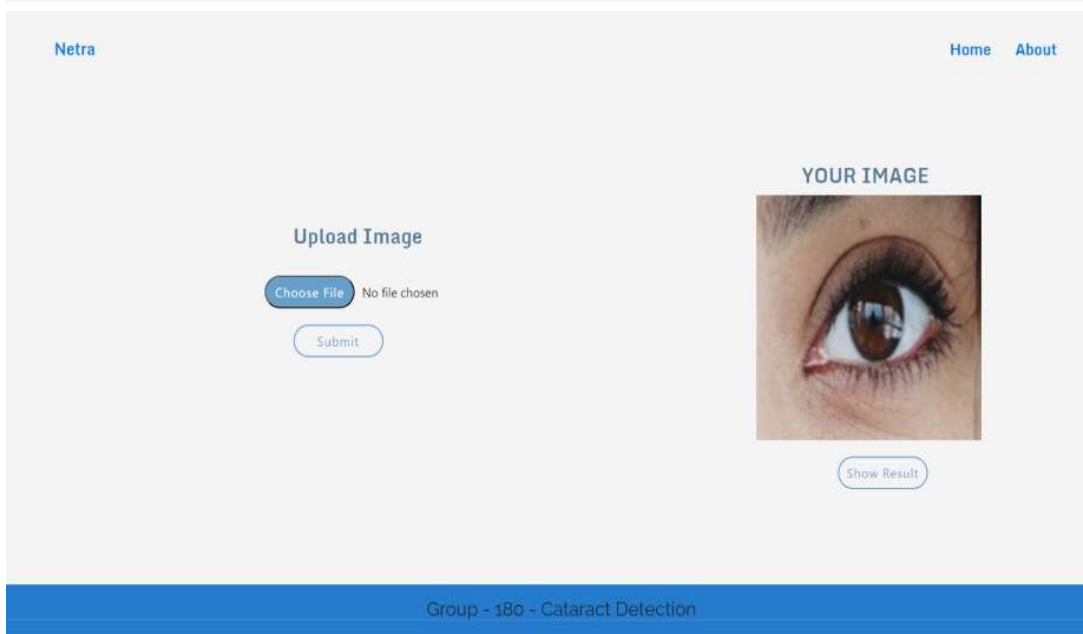 Netra
Home About
Upload Image
Choose File No file chosen
Submit
YOUR IMAGE
Show Result
Group - 180 - Cataract Detection